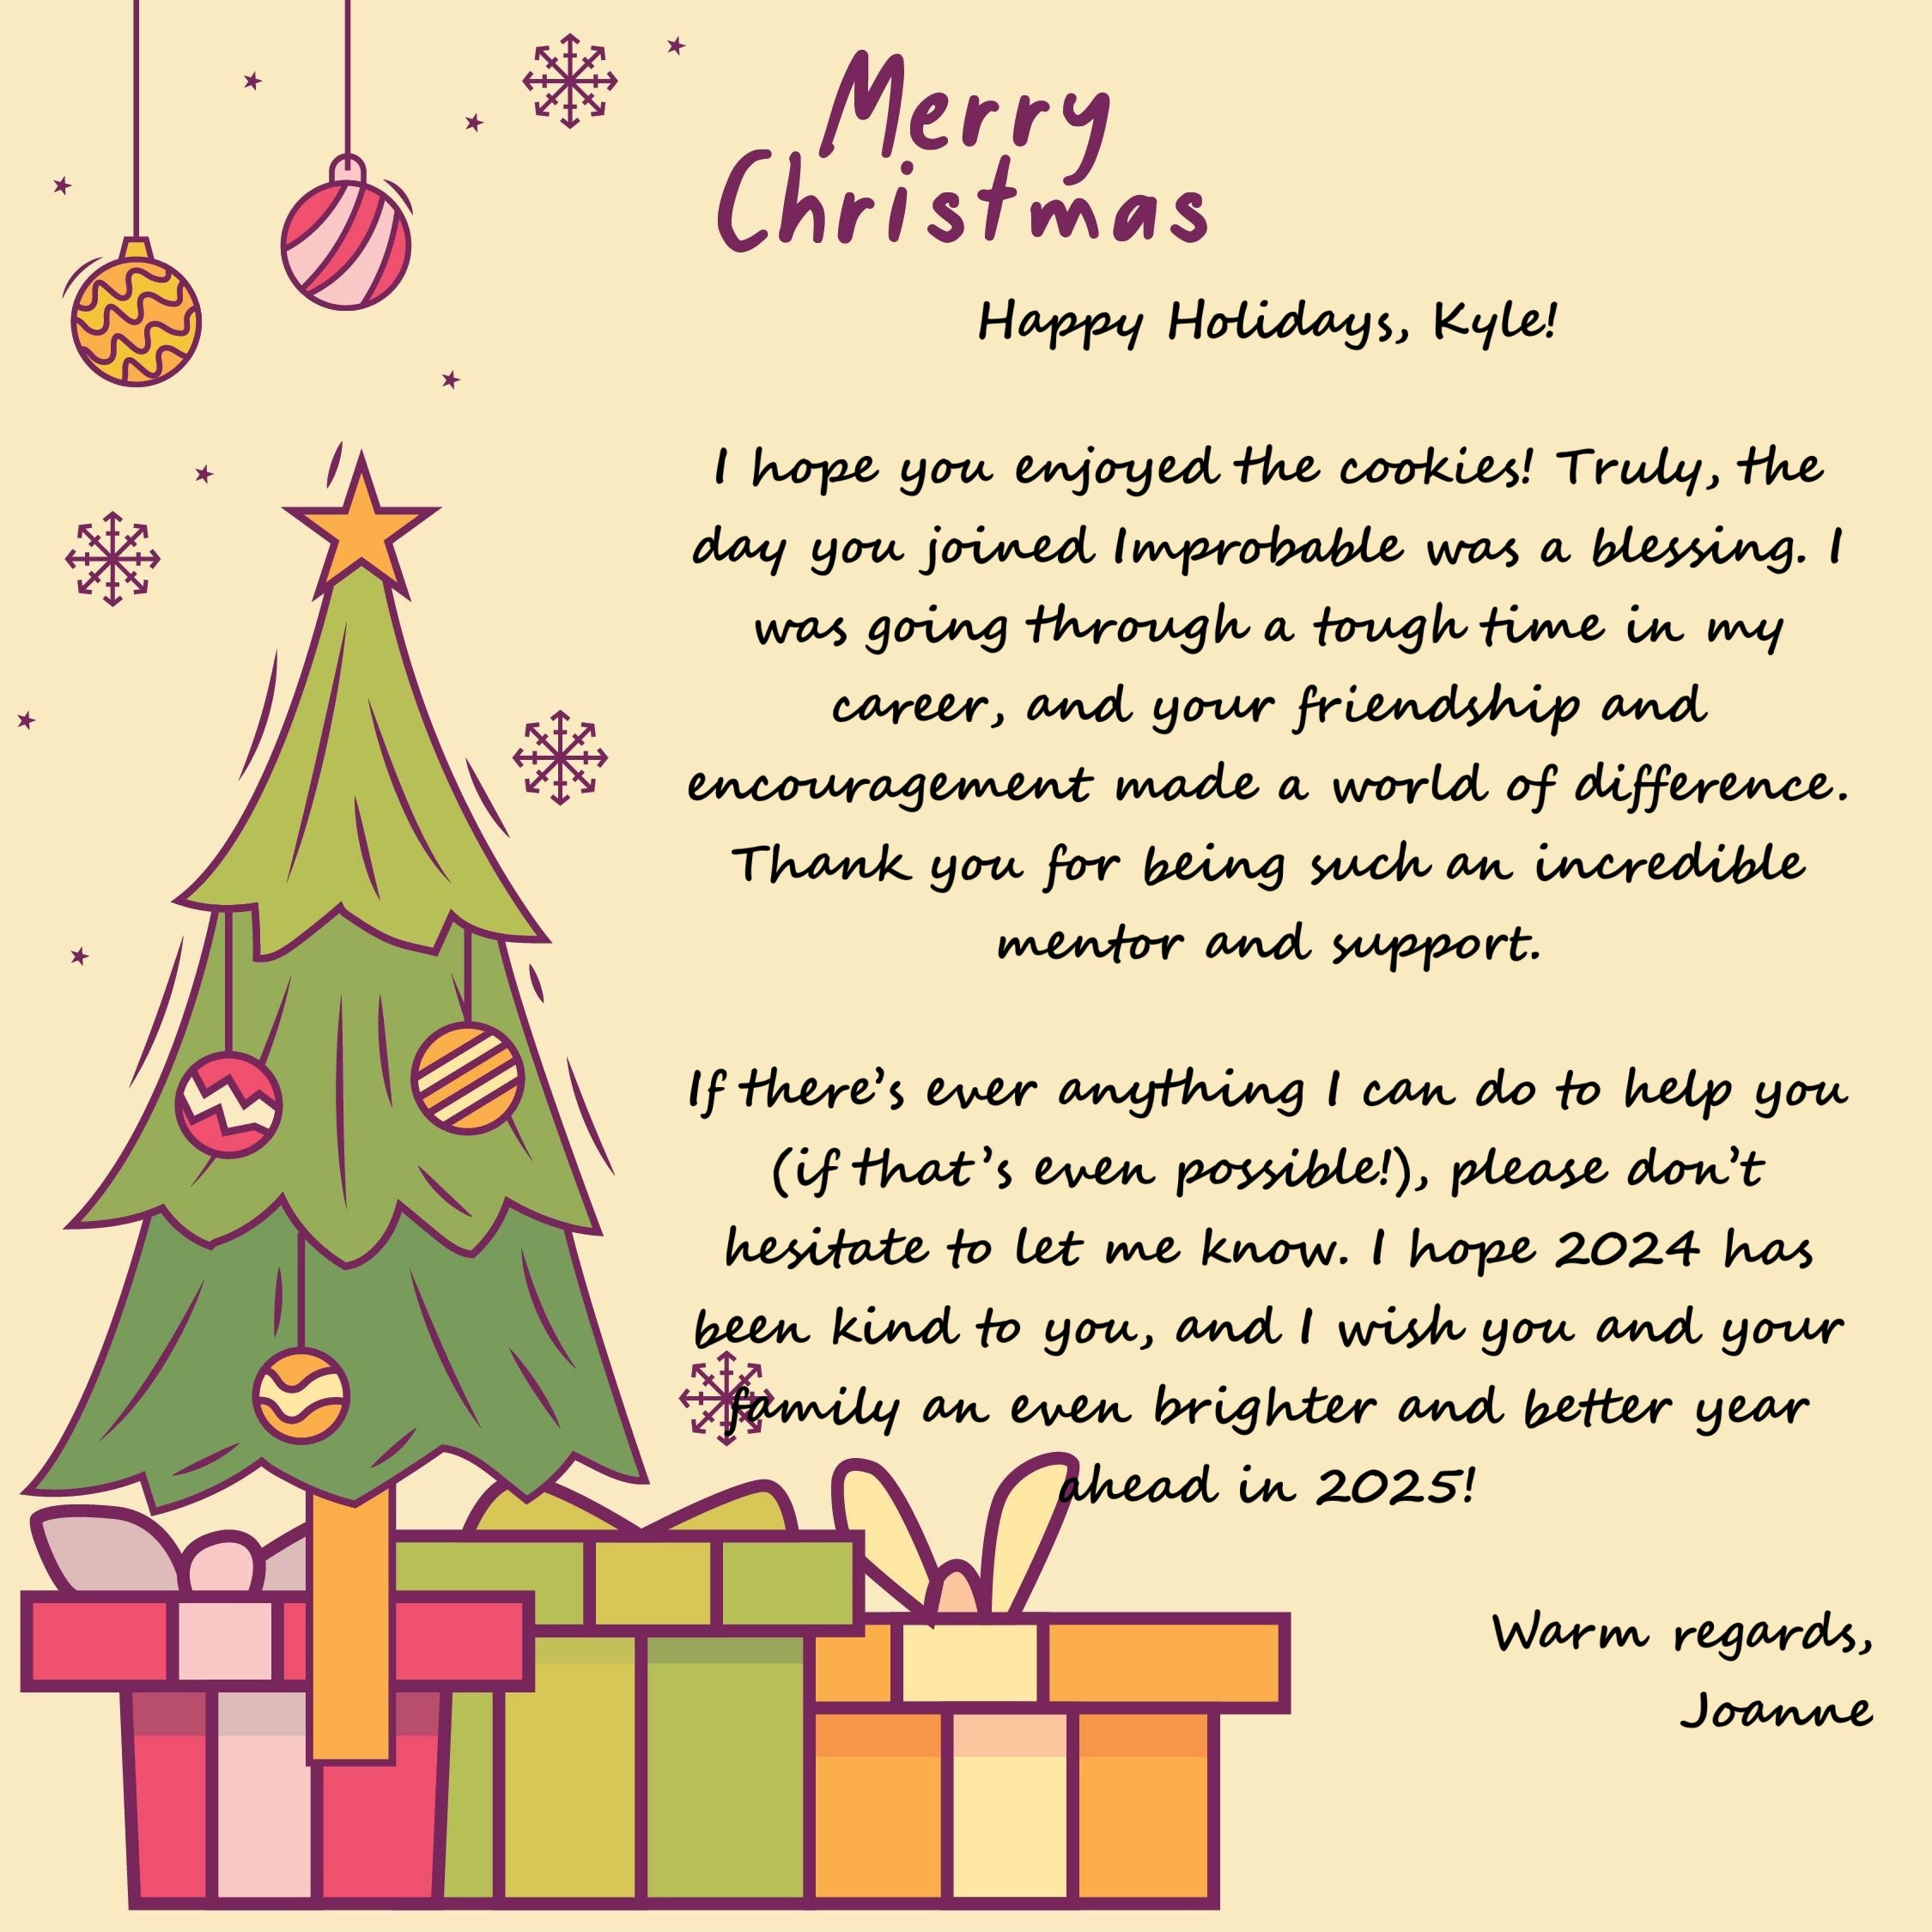 Merry
Christmas
Happy Holidays, Kyle!
I hope you enjoyed the cookies! Truly, the
day you joined Improbable was a blessing. I
was going through a tough time in my
career, and your friendship and
encouragement made a world of difference.
Thank you for being such an incredible
mentor and support.
If there's ever anything I can do to help you
(if that's even possible!), please don't
hesitate to let me know. I hope 2024 has
been kind to you, and I wish you and your
family an even brighter and better year
ahead in 2025!
Warm regards,
Joanne